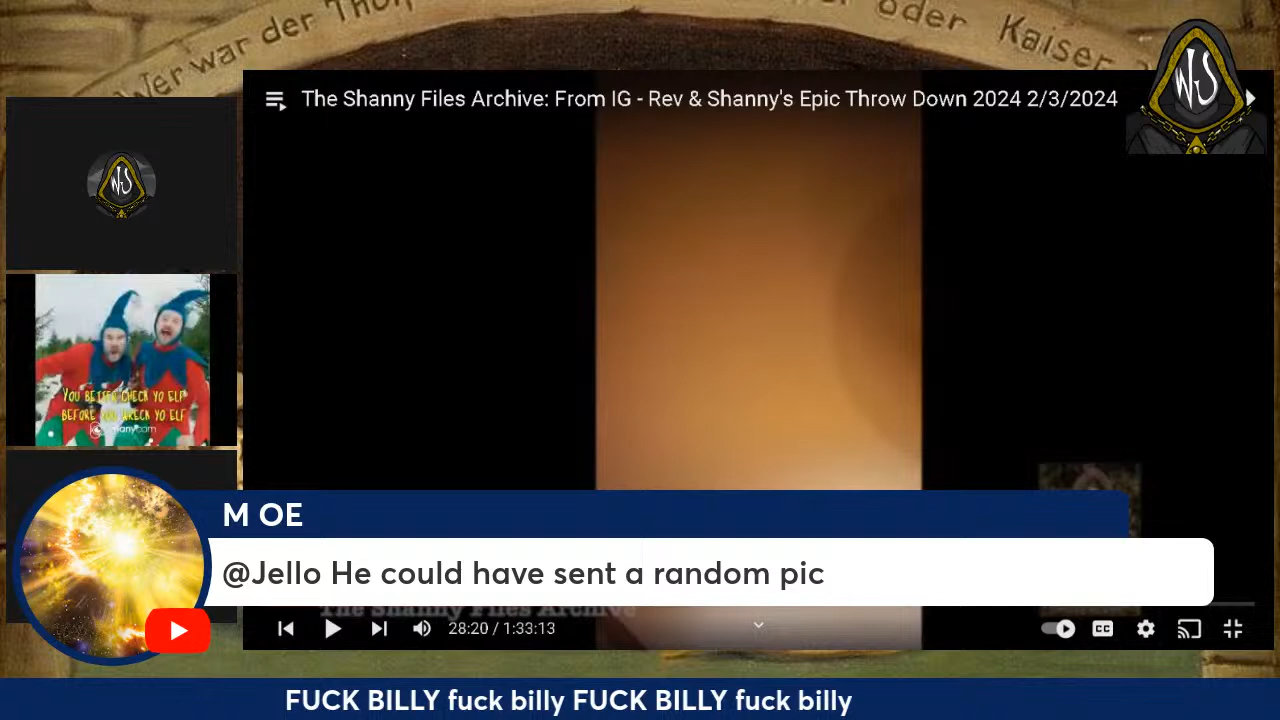 Wer war der Thor
oder Kaiser
The Shanny Files Archive: From IG - Rev & Shanny's Epic Throw Down 2024 2/3/2024
WS
WS
YOU BETTER CHECK YO ELF
BEFORE YOU WRECK YO ELF
M OE
@Jello He could have sent a random pic
The Shanny Files Archive
28:20 / 1:33:13
CC
FUCK BILLY fuck billy FUCK BILLY fuck billy